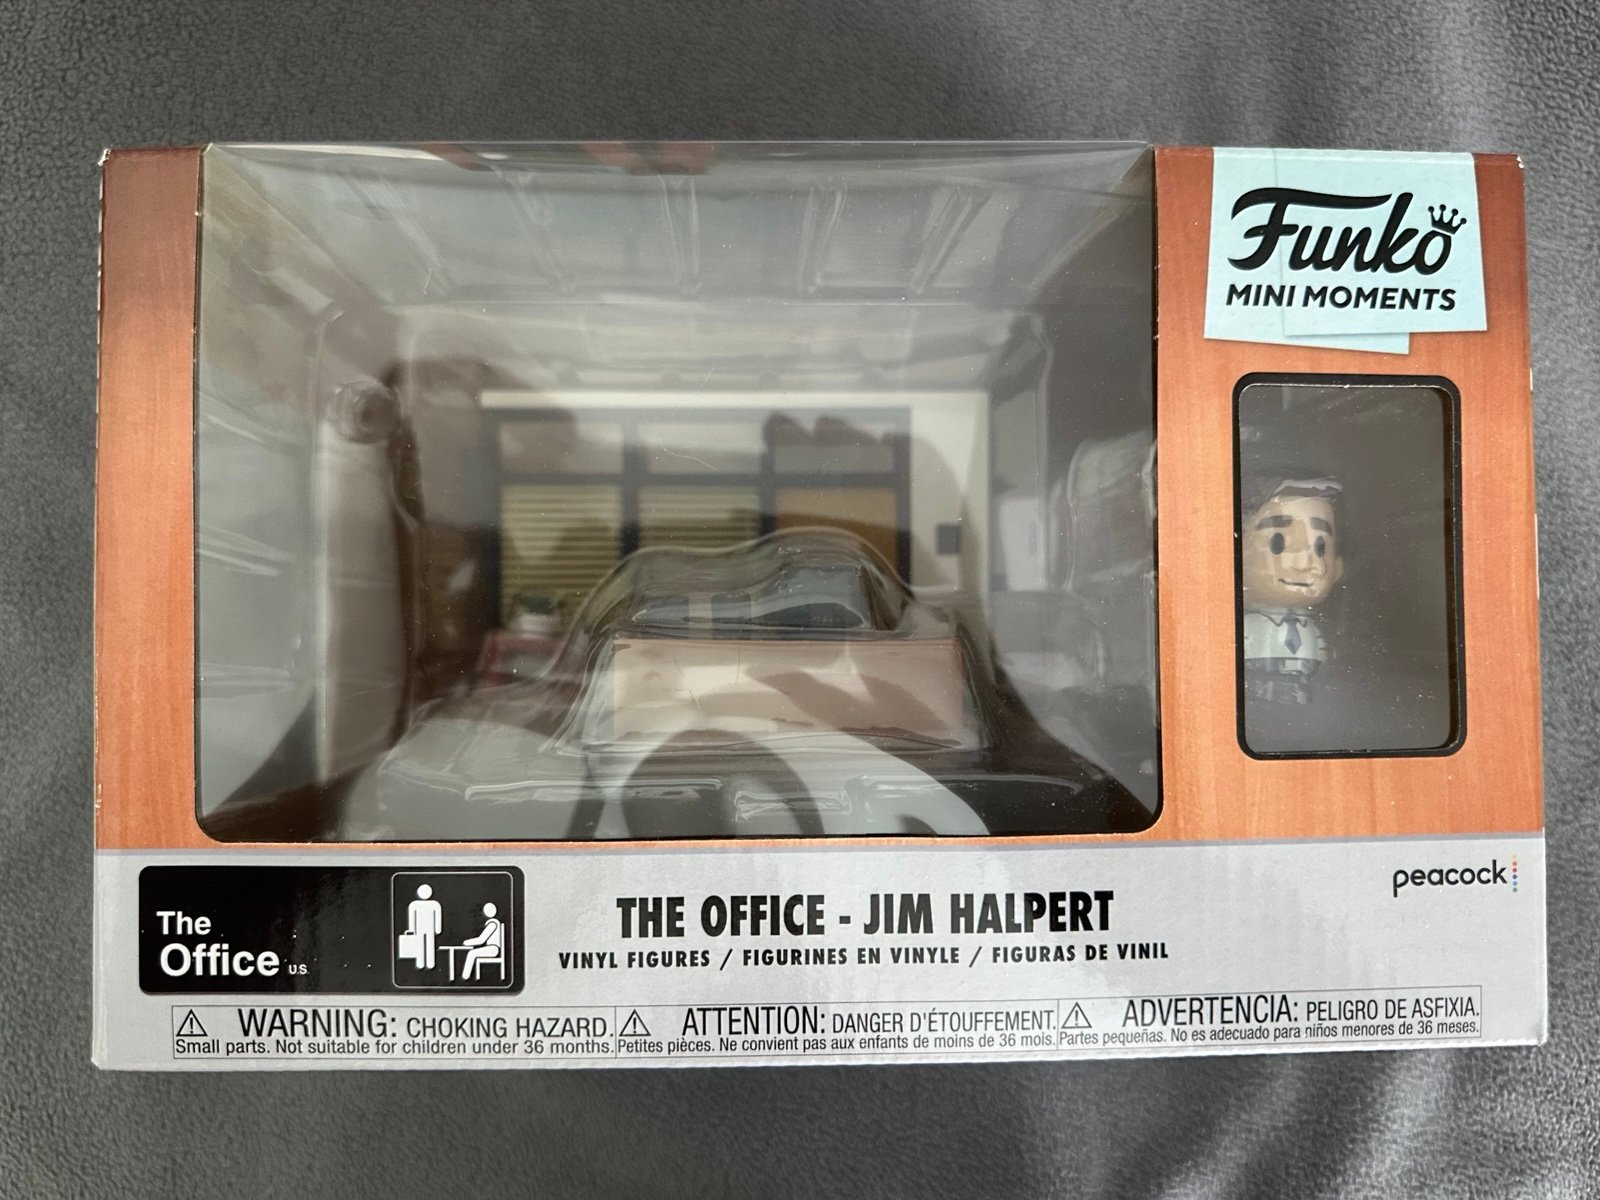 Funko
MINI MOMENTS
peacock
The
Office U.S.
THE OFFICE - JIM HALPERT
VINYL FIGURES / FIGURINES EN VINYLE / FIGURAS DE VINIL
WARNING: CHOKING HAZARD.
Small parts. Not suitable for children under 36 months.
ATTENTION: DANGER D'ÉTOUFFEMENT.
Petites pièces. Ne convient pas aux enfants de moins de 36 mois.
ADVERTENCIA: PELIGRO DE ASFIXIA.
Partes pequeñas. No es adecuado para niños menores de 36 meses.